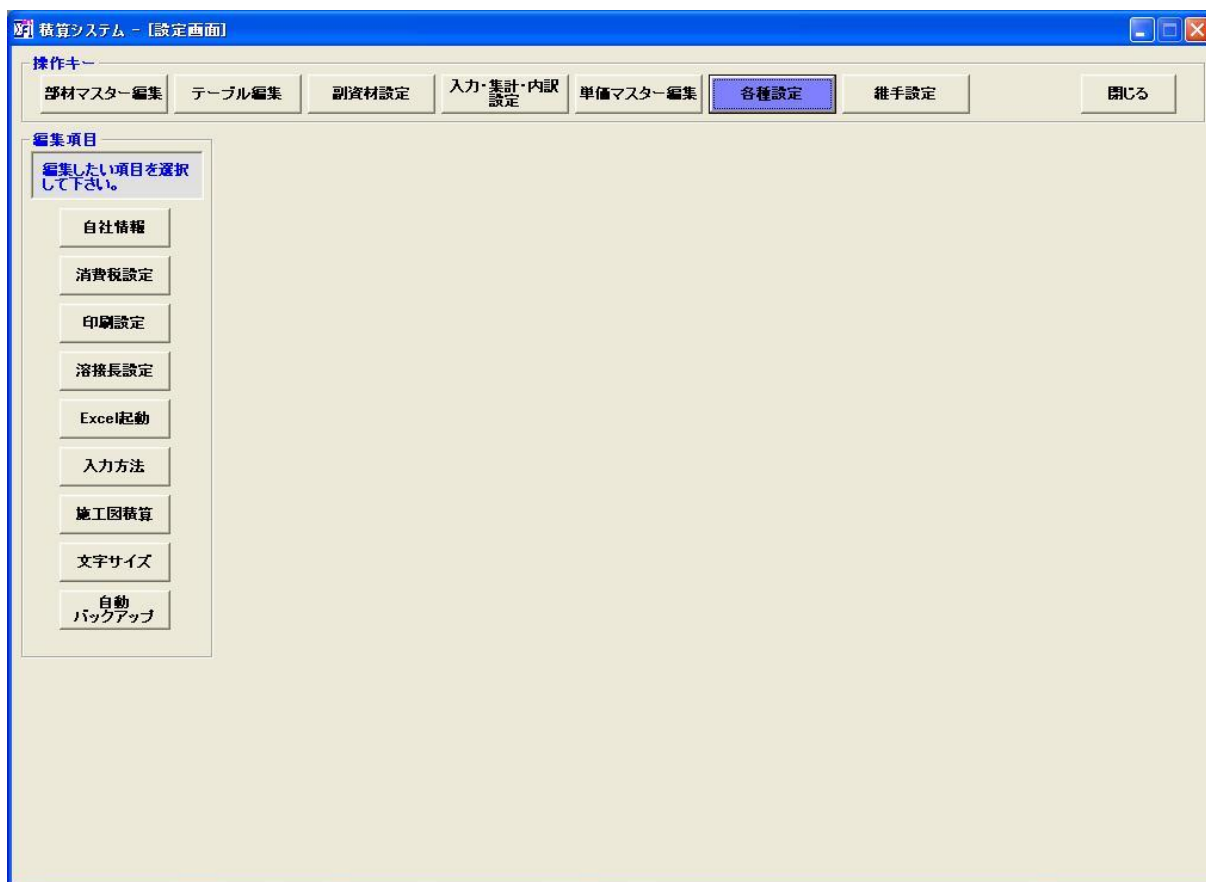 積算システム - [設定画面]
操作キー
部材マスター編集
テーブル編集
副資材設定
入力・集計・内訳
設定
単価マスター編集
各種設定
継手設定
閉じる
編集項目
編集したい項目を選択
して下さい。
自社情報
消費税設定
印刷設定
溶接長設定
Excel起動
入力方法
施工図積算
文字サイズ
自動
バックアップ